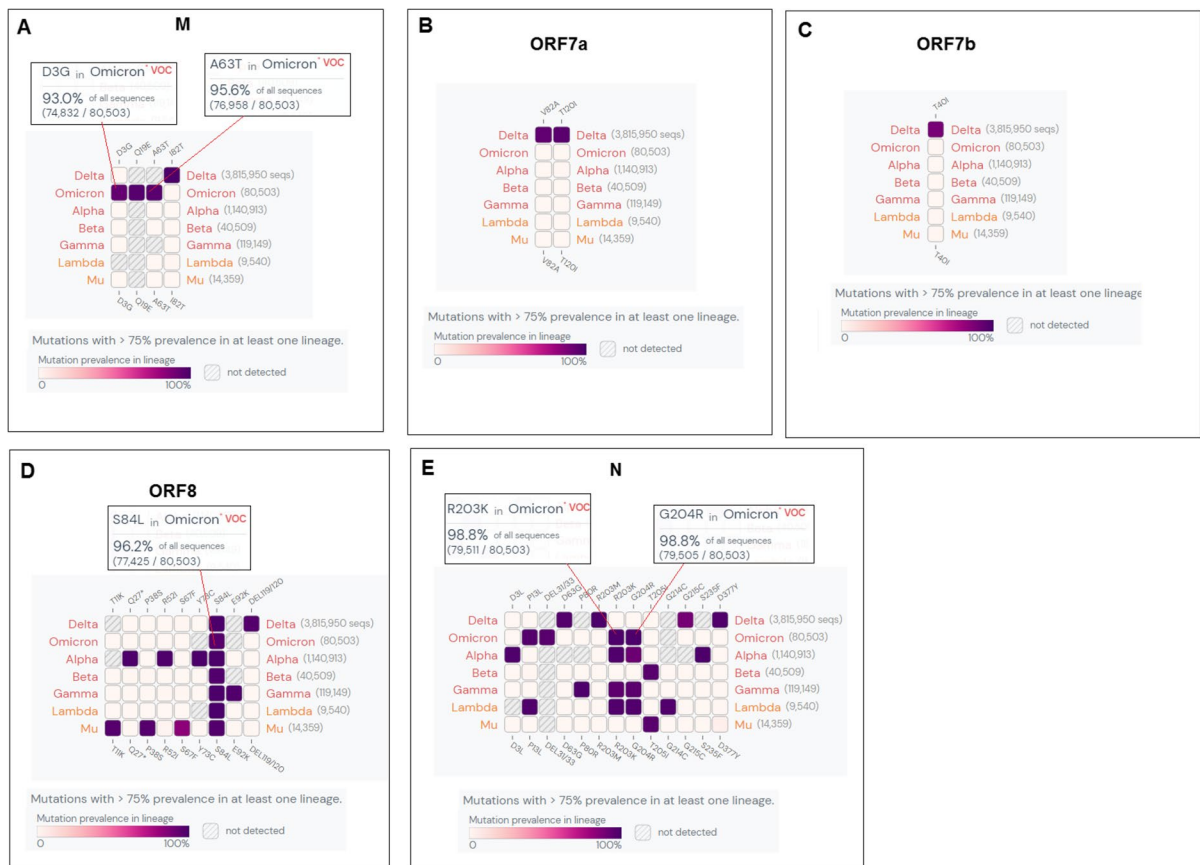 A
M
D3G in Omicron* VOC
93.0% of all sequences
(74,832 / 80,503)
A63T in Omicron* VOC
95.6% of all sequences
(76,958 / 80,503)
D3G Q19E A63T I82T
Delta Delta (3,815,950 seqs)
Omicron Omicron (80,503)
Alpha Alpha (1,140,913)
Beta Beta (40,509)
Gamma Gamma (119,149)
Lambda Lambda (9,540)
Mu Mu (14,359)
D3G Q19E A63T I82T
Mutations with > 75% prevalence in at least one lineage.
Mutation prevalence in lineage
not detected
0 100%
B
ORF7a
V82A T120I
Delta Delta (3,815,950 seqs)
Omicron Omicron (80,503)
Alpha Alpha (1,140,913)
Beta Beta (40,509)
Gamma Gamma (119,149)
Lambda Lambda (9,540)
Mu Mu (14,359)
V82A T120I
Mutations with > 75% prevalence in at least one lineage.
Mutation prevalence in lineage
not detected
0 100%
C
ORF7b
T40I
Delta Delta (3,815,950 seqs)
Omicron Omicron (80,503)
Alpha Alpha (1,140,913)
Beta Beta (40,509)
Gamma Gamma (119,149)
Lambda Lambda (9,540)
Mu Mu (14,359)
T40I
Mutations with > 75% prevalence in at least one lineage
Mutation prevalence in lineage
not detected
0 100%
D
ORF8
S84L in Omicron* VOC
96.2% of all sequences
(77,425 / 80,503)
T11K Q27* P38S R52I S67F Y73C S84L E92K DEL119/120
Delta Delta (3,815,950 seqs)
Omicron Omicron (80,503)
Alpha Alpha (1,140,913)
Beta Beta (40,509)
Gamma Gamma (119,149)
Lambda Lambda (9,540)
Mu Mu (14,359)
T11K Q27* P38S R52I S67F Y73C S84L E92K DEL119/120
Mutations with > 75% prevalence in at least one lineage.
Mutation prevalence in lineage
not detected
0 100%
E
N
R203K in Omicron* VOC
98.8% of all sequences
(79,511 / 80,503)
G204R in Omicron* VOC
98.8% of all sequences
(79,505 / 80,503)
D3L P13L DEL31/33 D63G P80R R203M R203K G204R T205I G214C G215C S235F D377Y
Delta Delta (3,815,950 seqs)
Omicron Omicron (80,503)
Alpha Alpha (1,140,913)
Beta Beta (40,509)
Gamma Gamma (119,149)
Lambda Lambda (9,540)
Mu Mu (14,359)
D3L P13L DEL31/33 D63G P80R R203M R203K G204R T205I G214C G215C S235F D377Y
Mutations with > 75% prevalence in at least one lineage.
Mutation prevalence in lineage
not detected
0 100%